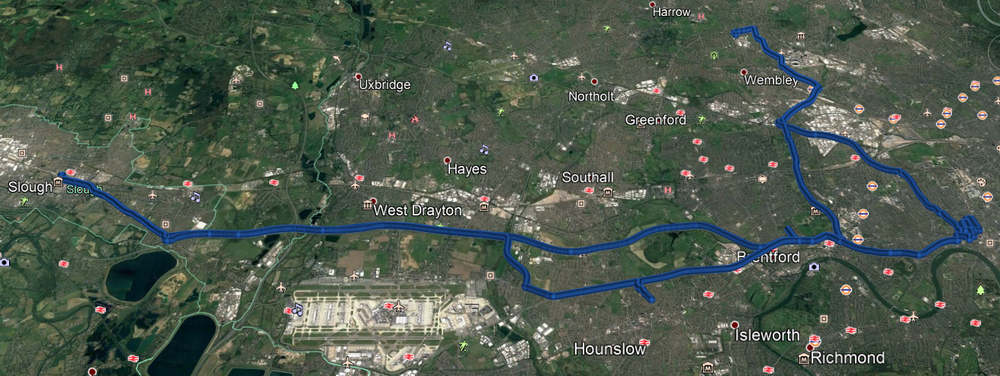 Harrow
Uxbridge
Wembley
Northolt
Greenford
Hayes
Southall
Slough
Slough
West Drayton
Brentford
Isleworth
Hounslow
Richmond